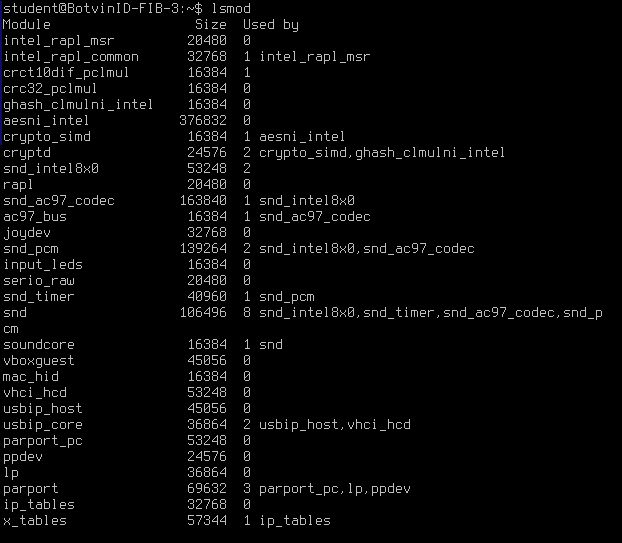 student@BotvinID-FIB-3:~$ lsmod
Module                  Size  Used by
intel_rapl_msr         20480  0
intel_rapl_common      32768  1 intel_rapl_msr
crct10dif_pclmul       16384  1
crc32_pclmul           16384  0
ghash_clmulni_intel    16384  0
aesni_intel           376832  0
crypto_simd            16384  1 aesni_intel
cryptd                 24576  2 crypto_simd,ghash_clmulni_intel
snd_intel8x0           53248  2
rapl                   20480  0
snd_ac97_codec        163840  1 snd_intel8x0
ac97_bus               16384  1 snd_ac97_codec
joydev                 32768  0
snd_pcm               139264  2 snd_intel8x0,snd_ac97_codec
input_leds             16384  0
serio_raw              20480  0
snd_timer              40960  1 snd_pcm
snd                   106496  8 snd_intel8x0,snd_timer,snd_ac97_codec,snd_p
cm
soundcore              16384  1 snd
vboxguest              45056  0
mac_hid                16384  0
vhci_hcd               53248  0
usbip_host             45056  0
usbip_core             36864  2 usbip_host,vhci_hcd
parport_pc             53248  0
ppdev                  24576  0
lp                     36864  0
parport                69632  3 parport_pc,lp,ppdev
ip_tables              32768  0
x_tables               57344  1 ip_tables